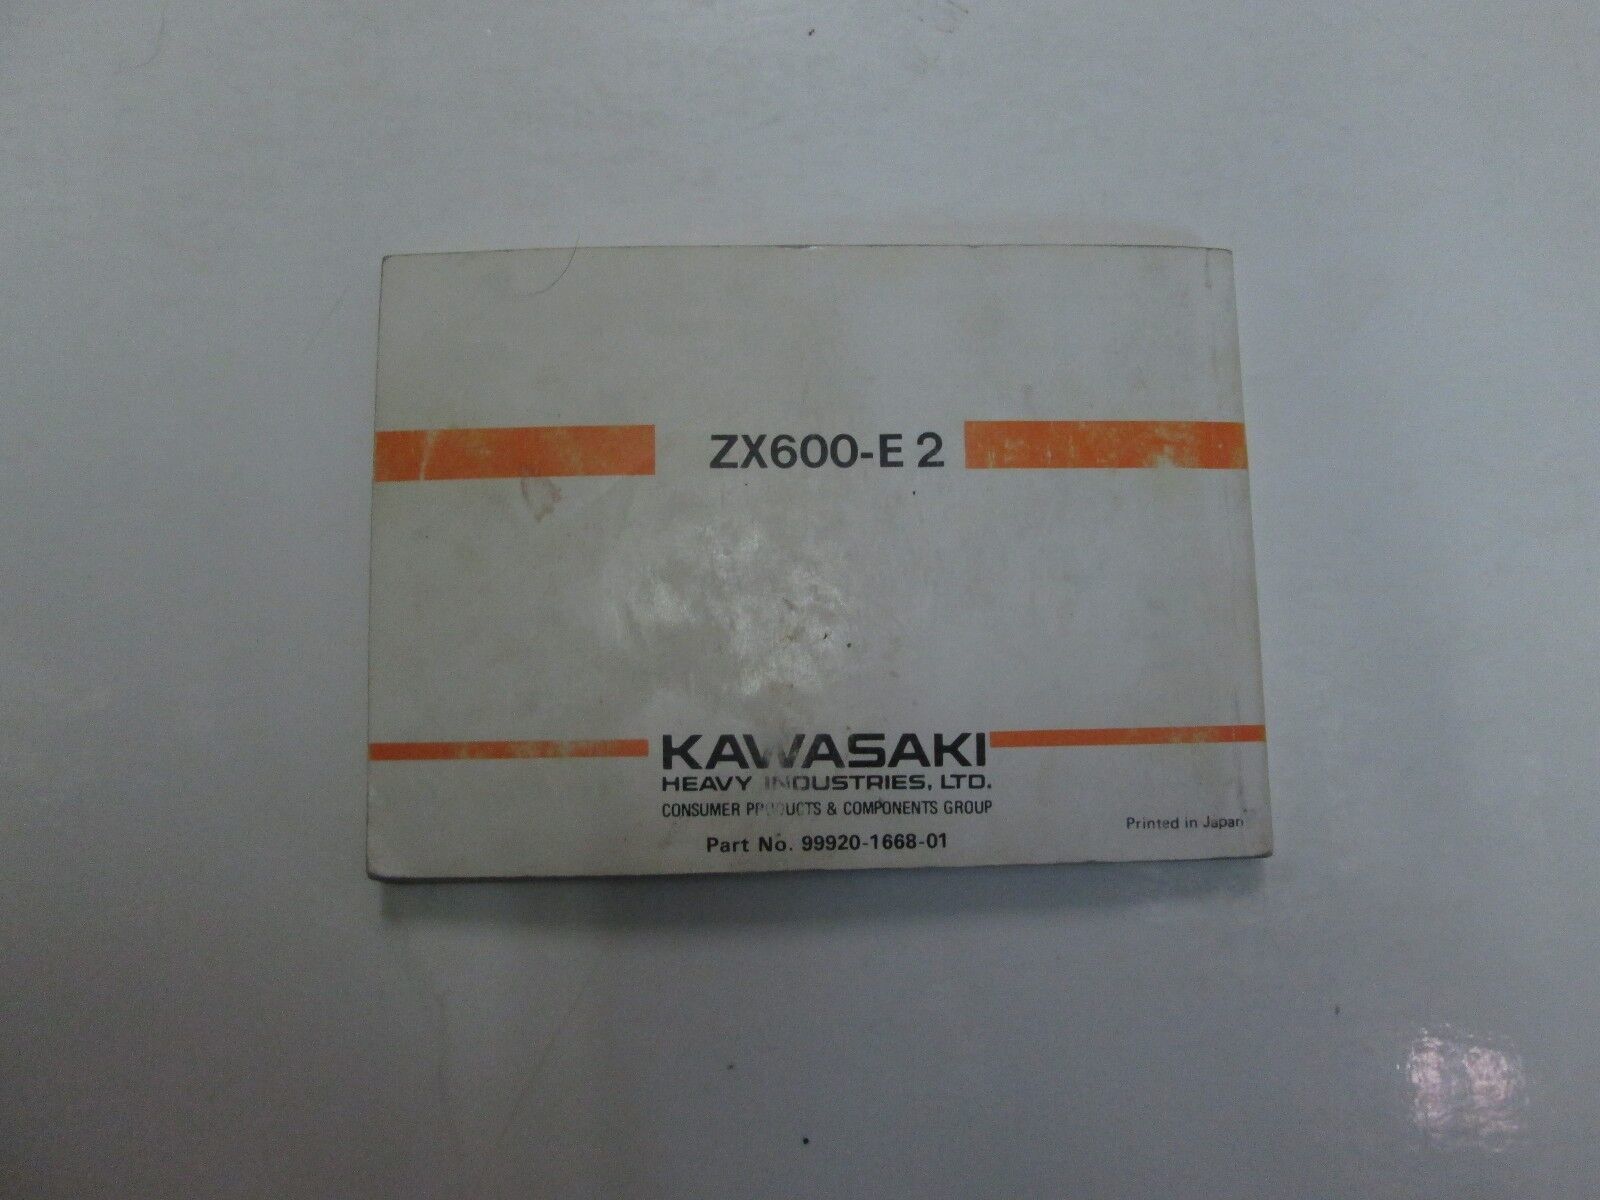 ZX600-E 2
KAWASAKI
HEAVY INDUSTRIES, LTD.
CONSUMER PRODUCTS & COMPONENTS GROUP
Part No. 99920-1668-01
Printed in Japan